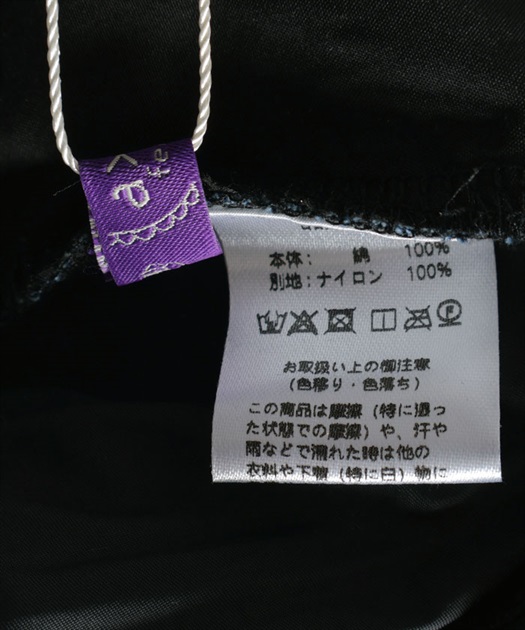 本体: 綿 100%
別地:ナイロン 100%
お取扱い上の御注意
(色移り・色落ち)
この商品は摩擦(特に湿っ
た状態での摩擦)や、汗や
雨などで濡れた時は他の
衣料や下着(特に白)物に